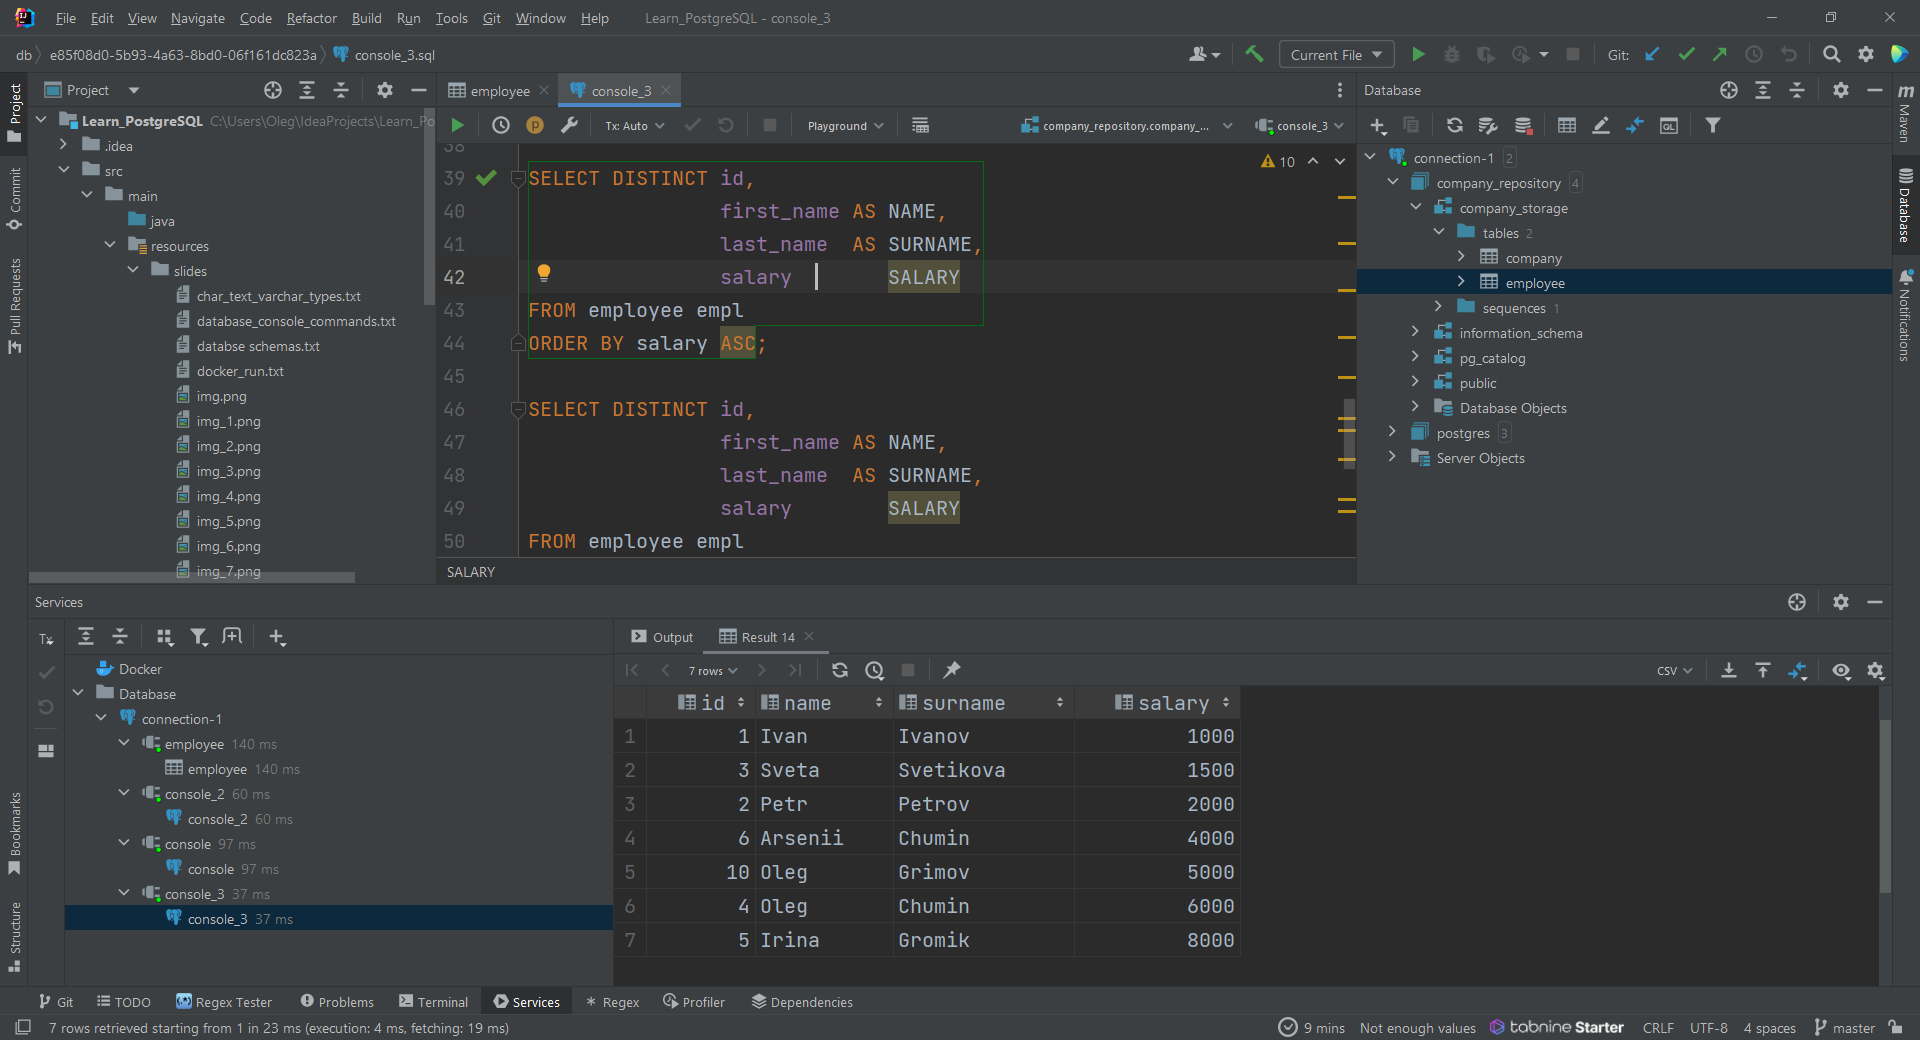 File Edit View Navigate Code Refactor Build Run Tools Git Window Help Learn_PostgreSQL - console_3
db e85f08d0-5b93-4a63-8bd0-06f161dc823a console_3.sql Current File Git:
Project
Commit
Pull Requests
Bookmarks
Structure
Project
Learn_PostgreSQL C:\Users\Oleg\IdeaProjects\Learn_Po
.idea
src
main
java
resources
slides
char_text_varchar_types.txt
database_console_commands.txt
databse schemas.txt
docker_run.txt
img.png
img_1.png
img_2.png
img_3.png
img_4.png
img_5.png
img_6.png
img_7.png
employee console_3
Tx: Auto Playground company_repository.company_... console_3
10
38
39 SELECT DISTINCT id,
40 first_name AS NAME,
41 last_name AS SURNAME,
42 salary SALARY
43 FROM employee empl
44 ORDER BY salary ASC;
45
46 SELECT DISTINCT id,
47 first_name AS NAME,
48 last_name AS SURNAME,
49 salary SALARY
50 FROM employee empl
SALARY
Database
connection-1 2
company_repository 4
company_storage
tables 2
company
employee
sequences 1
information_schema
pg_catalog
public
Database Objects
postgres 3
Server Objects
m
Maven
Database
Notifications
Services
Tx
Docker
Database
connection-1
employee 140 ms
employee 140 ms
console_2 60 ms
console_2 60 ms
console 97 ms
console 97 ms
console_3 37 ms
console_3 37 ms
Output Result 14
7 rows CSV
id name surname salary
1 1 Ivan Ivanov 1000
2 3 Sveta Svetikova 1500
3 2 Petr Petrov 2000
4 6 Arsenii Chumin 4000
5 10 Oleg Grimov 5000
6 4 Oleg Chumin 6000
7 5 Irina Gromik 8000
Git TODO Regex Tester Problems Terminal Services Regex Profiler Dependencies
7 rows retrieved starting from 1 in 23 ms (execution: 4 ms, fetching: 19 ms) 9 mins Not enough values tabnine Starter CRLF UTF-8 4 spaces master